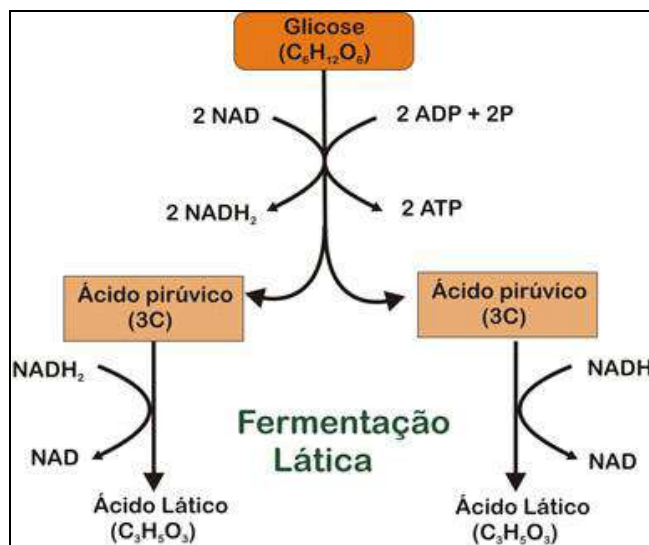 Glicose
(C₆H₁₂O₆)
2 NAD
2 ADP + 2P
2 NADH₂
2 ATP
Ácido pirúvico
(3C)
Ácido pirúvico
(3C)
NADH₂
NADH
Fermentação
Lática
NAD
NAD
Ácido Lático
(C₃H₅O₃)
Ácido Lático
(C₃H₅O₃)